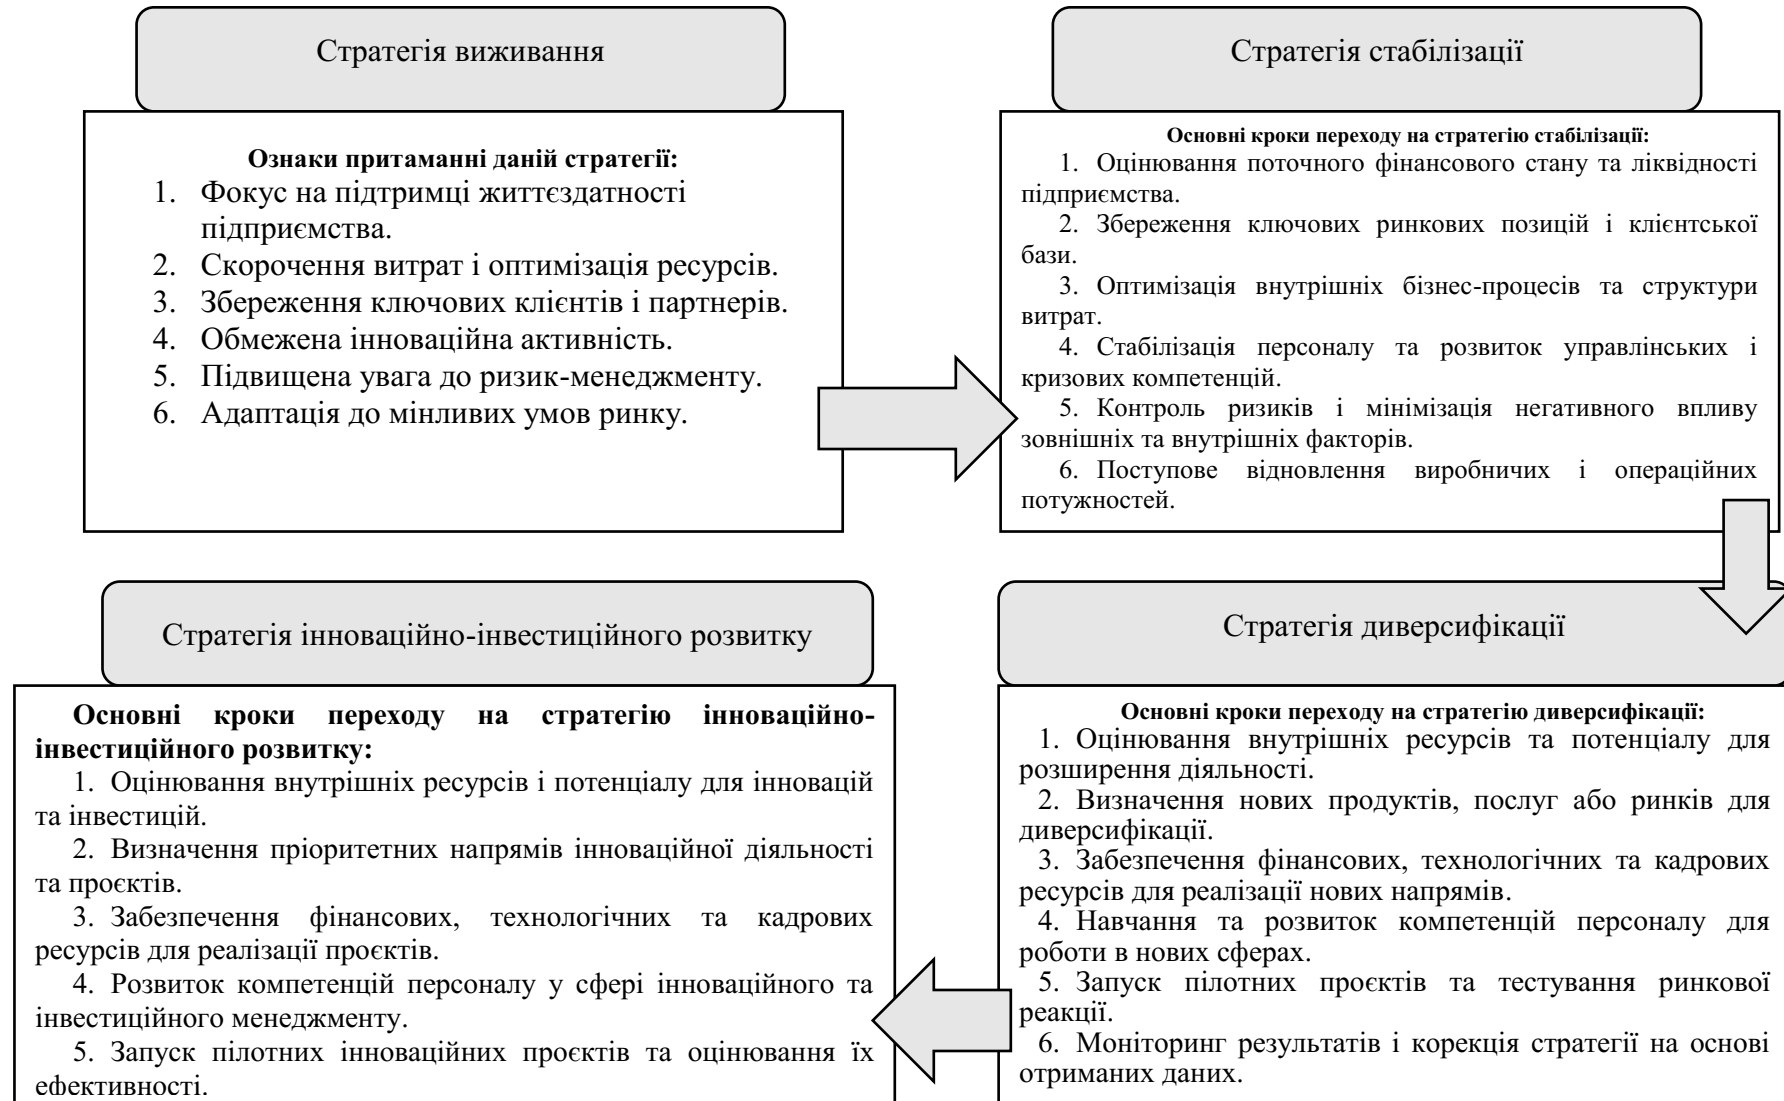 Стратегія виживання
Ознаки притаманні даній стратегії:
1. Фокус на підтримці життєздатності
підприємства.
2. Скорочення витрат і оптимізація ресурсів.
3. Збереження ключових клієнтів і партнерів.
4. Обмежена інноваційна активність.
5. Підвищена увага до ризик-менеджменту.
6. Адаптація до мінливих умов ринку.
Стратегія стабілізації
Основні кроки переходу на стратегію стабілізації:
1. Оцінювання поточного фінансового стану та ліквідності
підприємства.
2. Збереження ключових ринкових позицій і клієнтської
бази.
3. Оптимізація внутрішніх бізнес-процесів та структури
витрат.
4. Стабілізація персоналу та розвиток управлінських і
кризових компетенцій.
5. Контроль ризиків і мінімізація негативного впливу
зовнішніх та внутрішніх факторів.
6. Поступове відновлення виробничих і операційних
потужностей.
Стратегія диверсифікації
Основні кроки переходу на стратегію диверсифікації:
1. Оцінювання внутрішніх ресурсів та потенціалу для
розширення діяльності.
2. Визначення нових продуктів, послуг або ринків для
диверсифікації.
3. Забезпечення фінансових, технологічних та кадрових
ресурсів для реалізації нових напрямів.
4. Навчання та розвиток компетенцій персоналу для
роботи в нових сферах.
5. Запуск пілотних проєктів та тестування ринкової
реакції.
6. Моніторинг результатів і корекція стратегії на основі
отриманих даних.
Стратегія інноваційно-інвестиційного розвитку
Основні кроки переходу на стратегію інноваційно-
інвестиційного розвитку:
1. Оцінювання внутрішніх ресурсів і потенціалу для інновацій
та інвестицій.
2. Визначення пріоритетних напрямів інноваційної діяльності
та проєктів.
3. Забезпечення фінансових, технологічних та кадрових
ресурсів для реалізації проєктів.
4. Розвиток компетенцій персоналу у сфері інноваційного та
інвестиційного менеджменту.
5. Запуск пілотних інноваційних проєктів та оцінювання їх
ефективності.